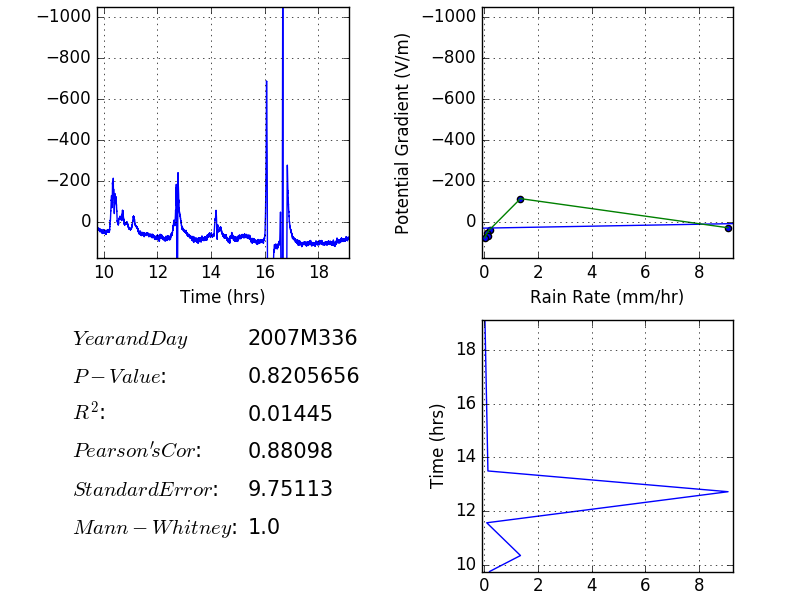 −1000
−800
−600
−400
−200
0
10 12 14 16 18
Time (hrs)
Potential Gradient (V/m)
−1000
−800
−600
−400
−200
0
0 2 4 6 8
Rain Rate (mm/hr)
YearandDay 2007M336
P−Value: 0.8205656
R²: 0.01445
Pearson'sCor: 0.88098
StandardError: 9.75113
Mann−Whitney: 1.0
Time (hrs)
18
16
14
12
10
0 2 4 6 8